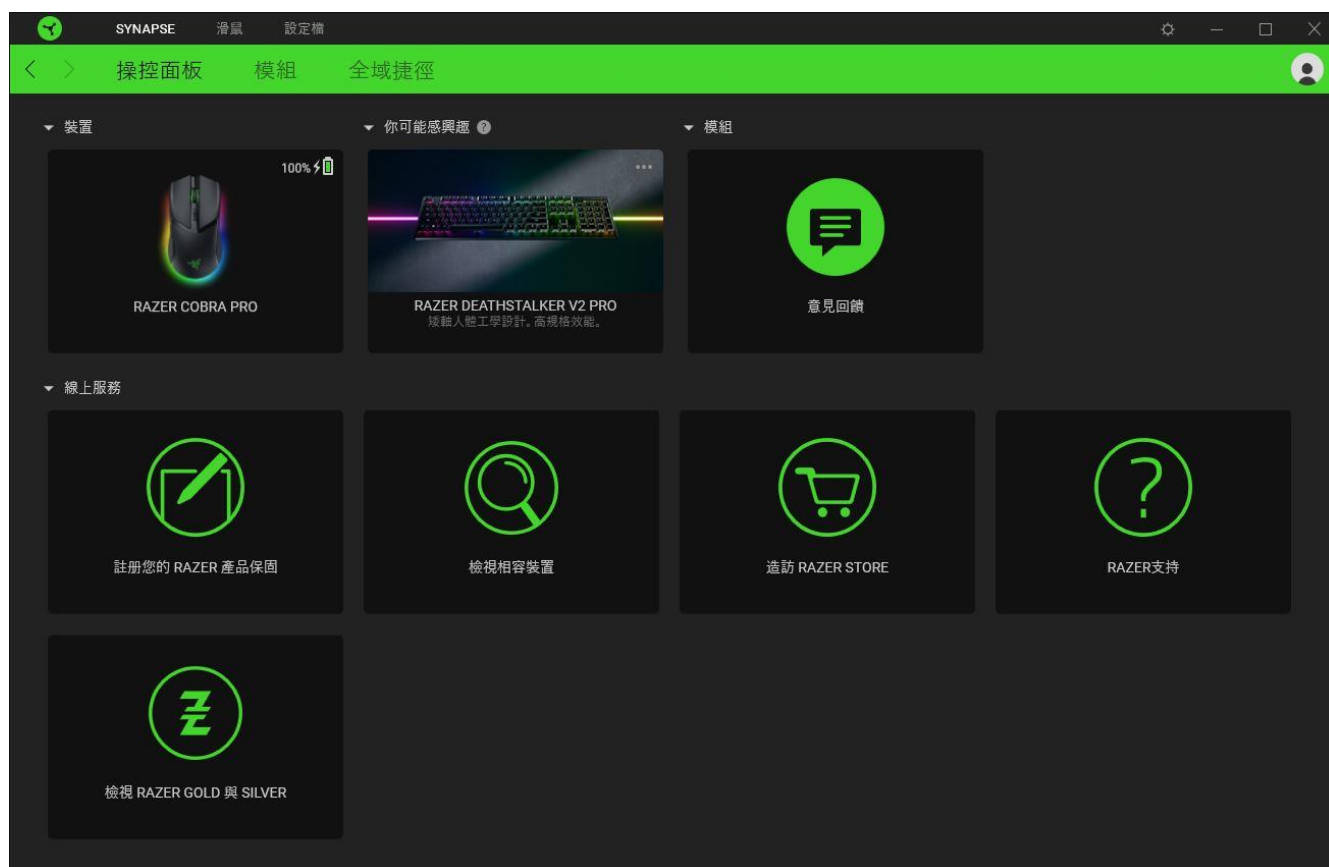 SYNAPSE 滑鼠 設定檔
操控面板 模組 全域捷徑
裝置
100%
RAZER COBRA PRO
你可能感興趣
RAZER DEATHSTALKER V2 PRO
矮軸人體工學設計。高規格效能。
模組
意見回饋
線上服務
註册您的 RAZER 產品保固
檢視相容裝置
造訪 RAZER STORE
RAZER支持
檢視 RAZER GOLD 與 SILVER